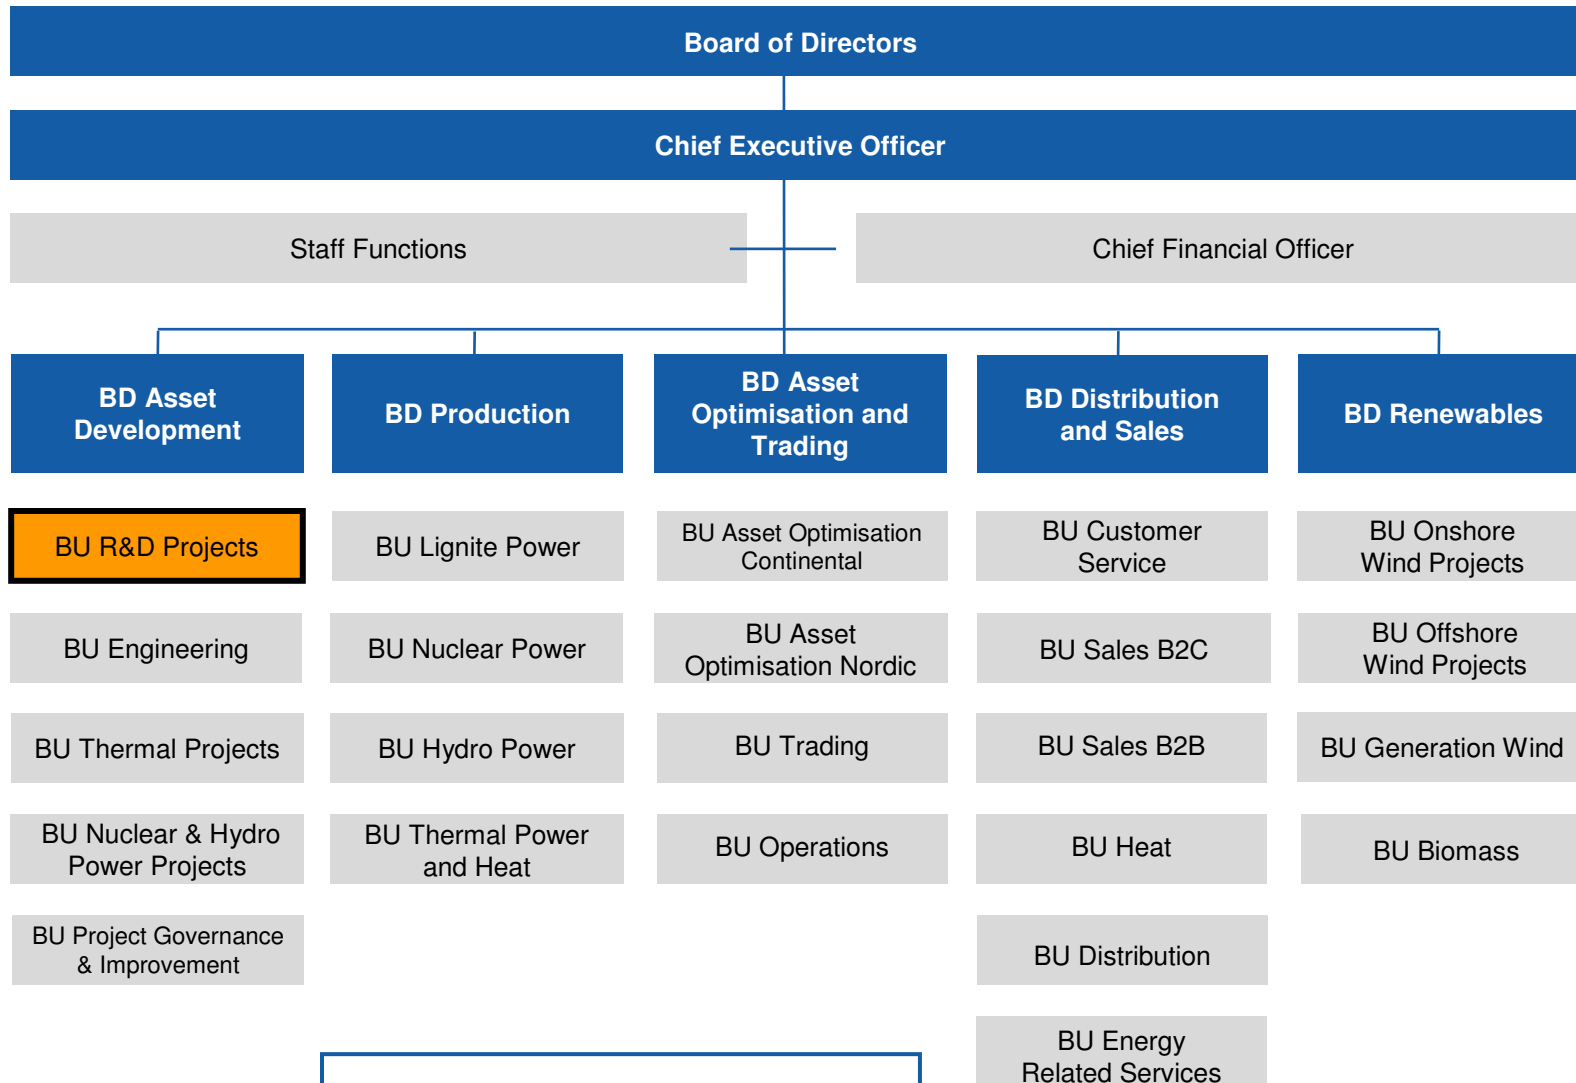 Board of Directors
Chief Executive Officer
Staff Functions
Chief Financial Officer
BD Asset
Development
BD Production
BD Asset
Optimisation and
Trading
BD Distribution
and Sales
BD Renewables
BU R&D Projects
BU Lignite Power
BU Asset Optimisation
Continental
BU Customer
Service
BU Onshore
Wind Projects
BU Engineering
BU Nuclear Power
BU Asset
Optimisation Nordic
BU Sales B2C
BU Offshore
Wind Projects
BU Thermal Projects
BU Hydro Power
BU Trading
BU Sales B2B
BU Generation Wind
BU Nuclear & Hydro
Power Projects
BU Thermal Power
and Heat
BU Operations
BU Heat
BU Biomass
BU Project Governance
& Improvement
BU Distribution
BU Energy
Related Services